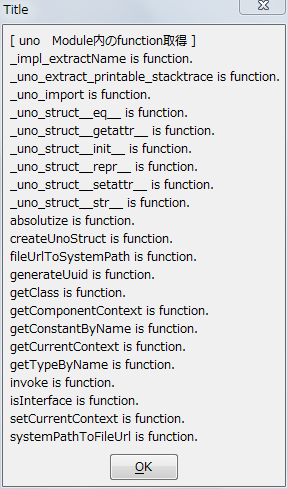 Title
[ uno　Module内のfunction取得 ]
_impl_extractName is function.
_uno_extract_printable_stacktrace is function.
_uno_import is function.
_uno_struct__eq__ is function.
_uno_struct__getattr__ is function.
_uno_struct__init__ is function.
_uno_struct__repr__ is function.
_uno_struct__setattr__ is function.
_uno_struct__str__ is function.
absolutize is function.
createUnoStruct is function.
fileUrlToSystemPath is function.
generateUuid is function.
getClass is function.
getComponentContext is function.
getConstantByName is function.
getCurrentContext is function.
getTypeByName is function.
invoke is function.
isInterface is function.
setCurrentContext is function.
systemPathToFileUrl is function.
OK